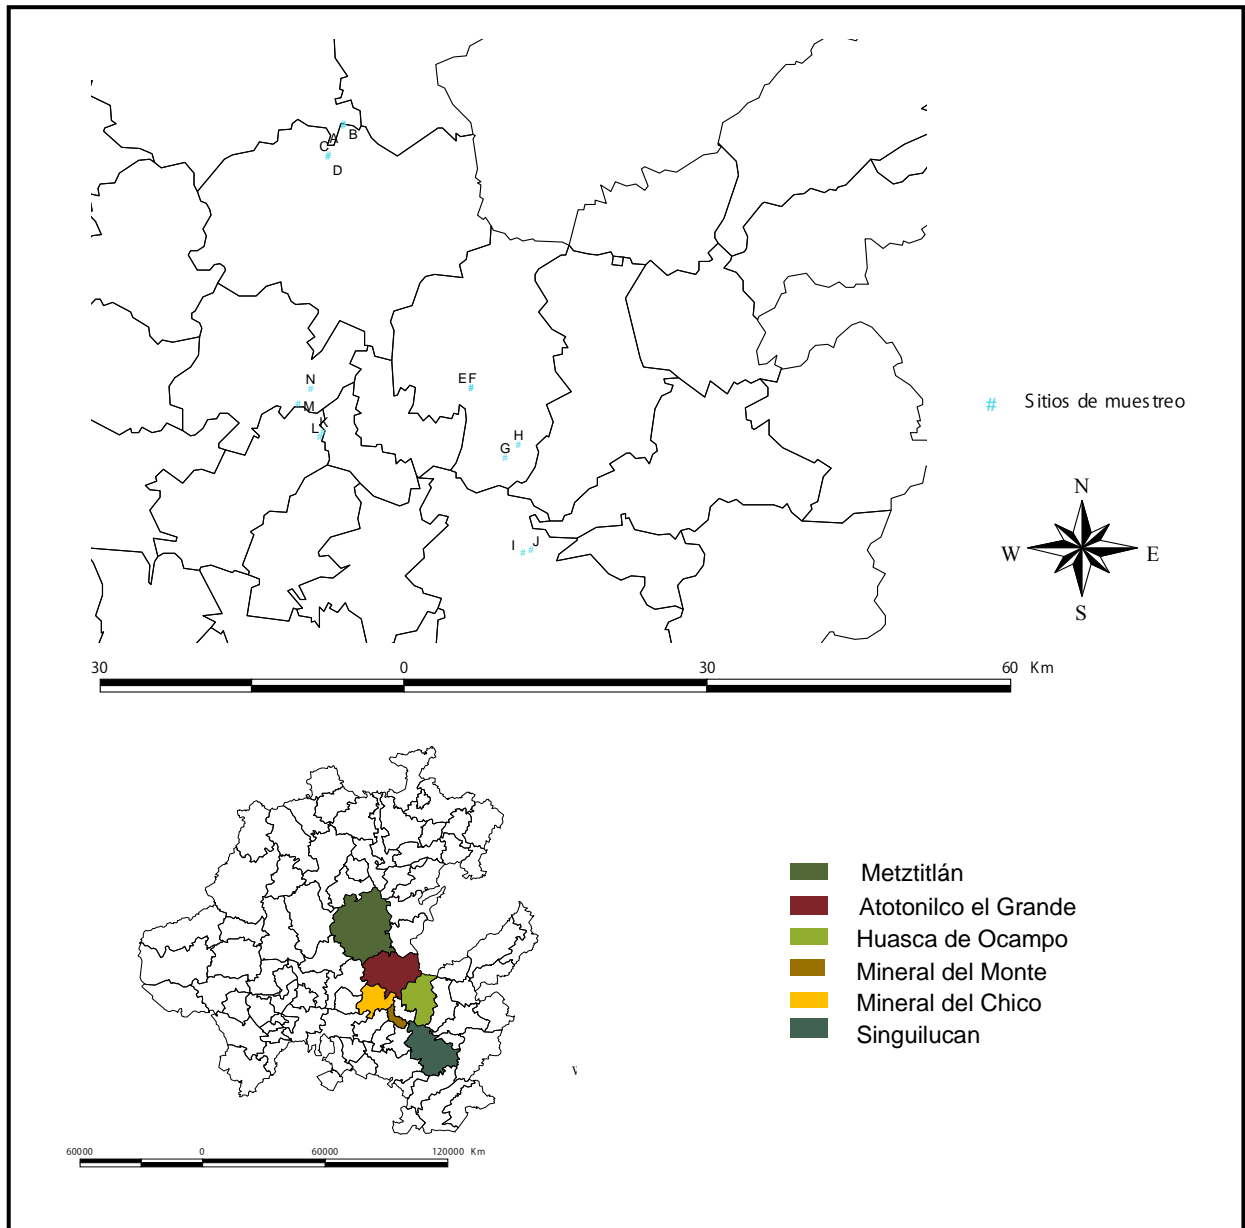 A
B
C
D
N
E F
M
K
L
H
G
# Sitios de muestreo
J
I
N
W
E
S
30 0 30 60 Km
Metztitlán
Atotonilco el Grande
Huasca de Ocampo
Mineral del Monte
Mineral del Chico
Singuilucan
60000 0 60000 120000 Km